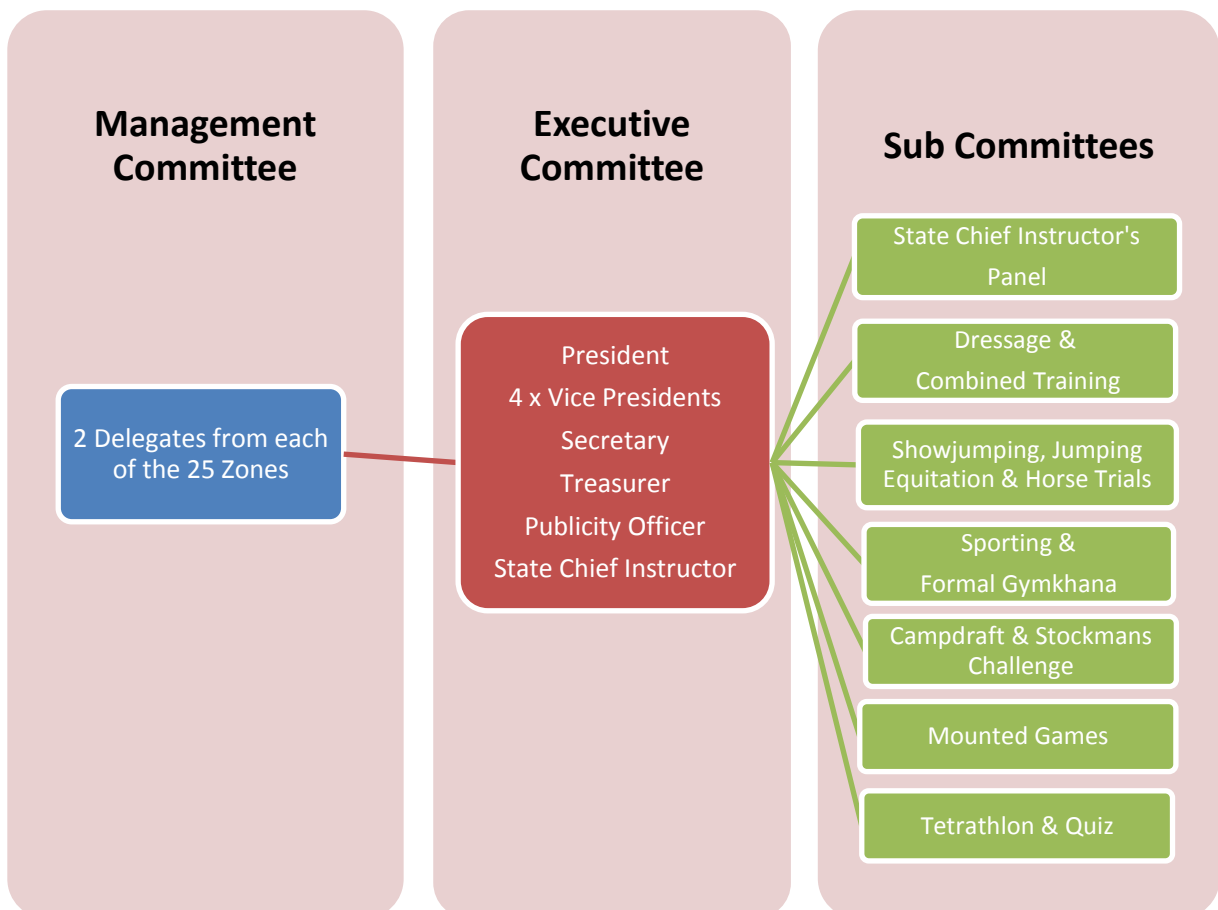 Management
Committee
2 Delegates from each
of the 25 Zones
Executive
Committee
President
4 x Vice Presidents
Secretary
Treasurer
Publicity Officer
State Chief Instructor
Sub Committees
State Chief Instructor's
Panel
Dressage &
Combined Training
Showjumping, Jumping
Equitation & Horse Trials
Sporting &
Formal Gymkhana
Campdraft & Stockmans
Challenge
Mounted Games
Tetrathlon & Quiz